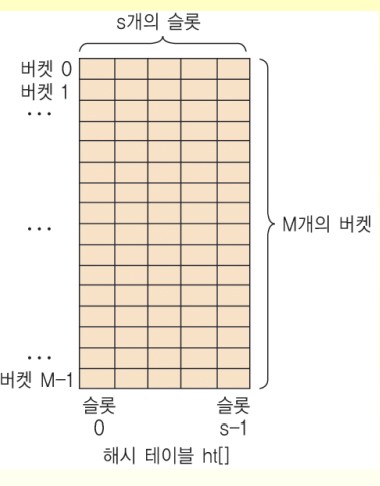 s개의 슬롯
버켓 0
버켓 1
...
... M개의 버켓
...
버켓 M-1
슬롯 슬롯
0 s-1
해시 테이블 ht[]